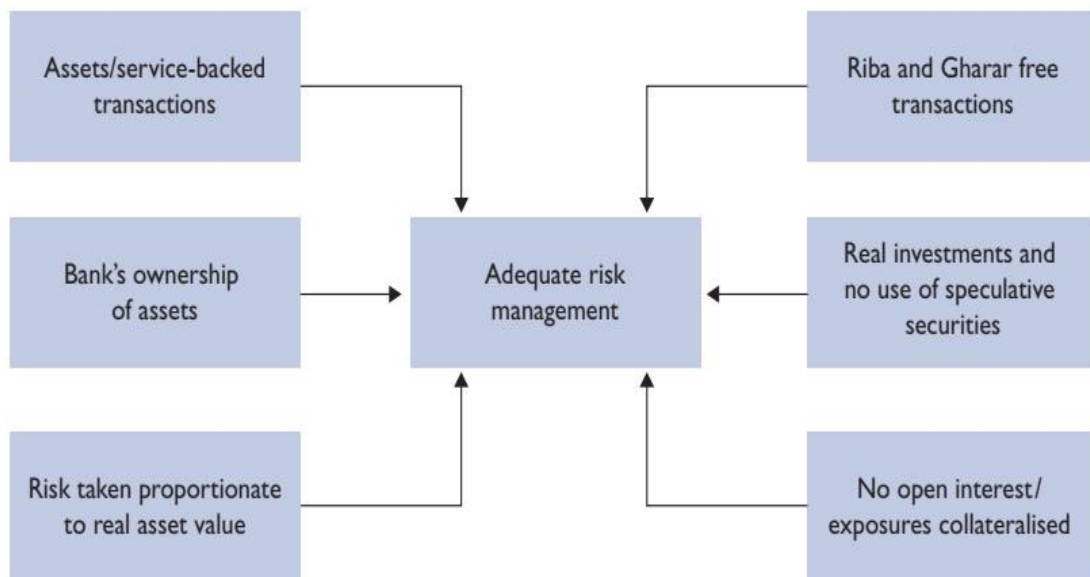 Assets/service-backed
transactions
Riba and Gharar free
transactions
Bank's ownership
of assets
Adequate risk
management
Real investments and
no use of speculative
securities
Risk taken proportionate
to real asset value
No open interest/
exposures collateralised